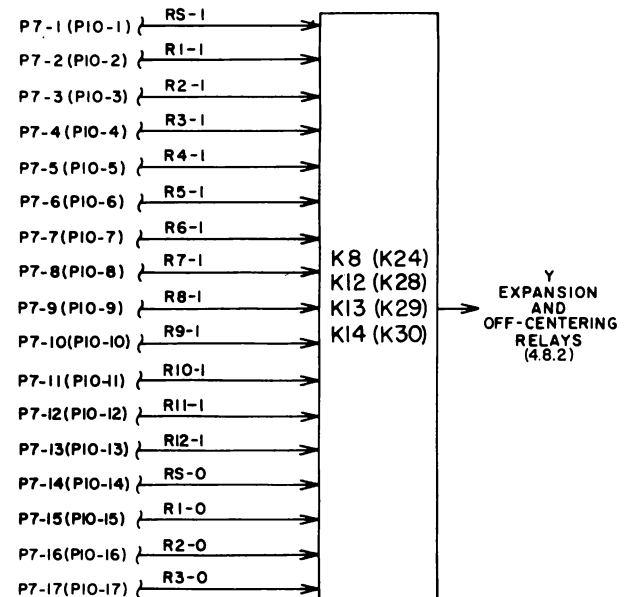 P7-1(P10-1) RS-1
P7-2(P10-2) R1-1
P7-3(P10-3) R2-1
P7-4(P10-4) R3-1
P7-5(P10-5) R4-1
P7-6(P10-6) R5-1
P7-7(P10-7) R6-1
P7-8(P10-8) R7-1
P7-9(P10-9) R8-1
P7-10(P10-10) R9-1
P7-11(P10-11) R10-1
P7-12(P10-12) R11-1
P7-13(P10-13) R12-1
P7-14(P10-14) RS-0
P7-15(P10-15) R1-0
P7-16(P10-16) R2-0
P7-17(P10-17) R3-0
K8 (K24)
K12 (K28)
K13 (K29)
K14 (K30)
Y
EXPANSION
AND
OFF-CENTERING
RELAYS
(4.8.2)